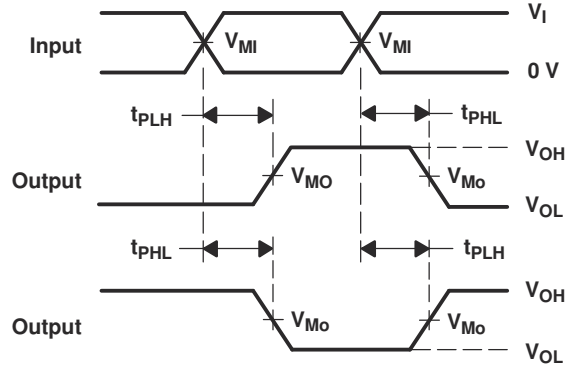 V_I
Input
V_MI
V_MI
0 V
t_PLH
t_PHL
V_OH
Output
V_MO
V_Mo
V_OL
t_PHL
t_PLH
V_OH
Output
V_Mo
V_Mo
V_OL